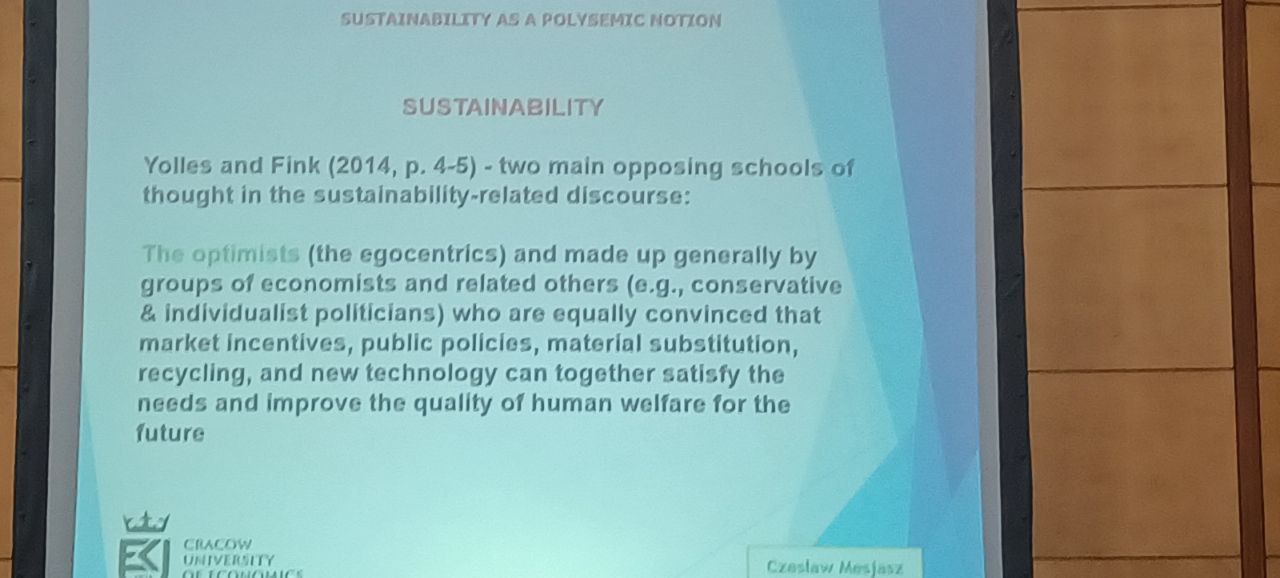 SUSTAINABILITY AS A POLYSEMIC NOTION
SUSTAINABILITY
Yolles and Fink (2014, p. 4-5) - two main opposing schools of
thought in the sustainability-related discourse:
The optimists (the egocentrics) and made up generally by
groups of economists and related others (e.g., conservative
& individualist politicians) who are equally convinced that
market incentives, public policies, material substitution,
recycling, and new technology can together satisfy the
needs and improve the quality of human welfare for the
future
CRACOW
UNIVERSITY
OF ECONOMICS
Czesław Mesjasz